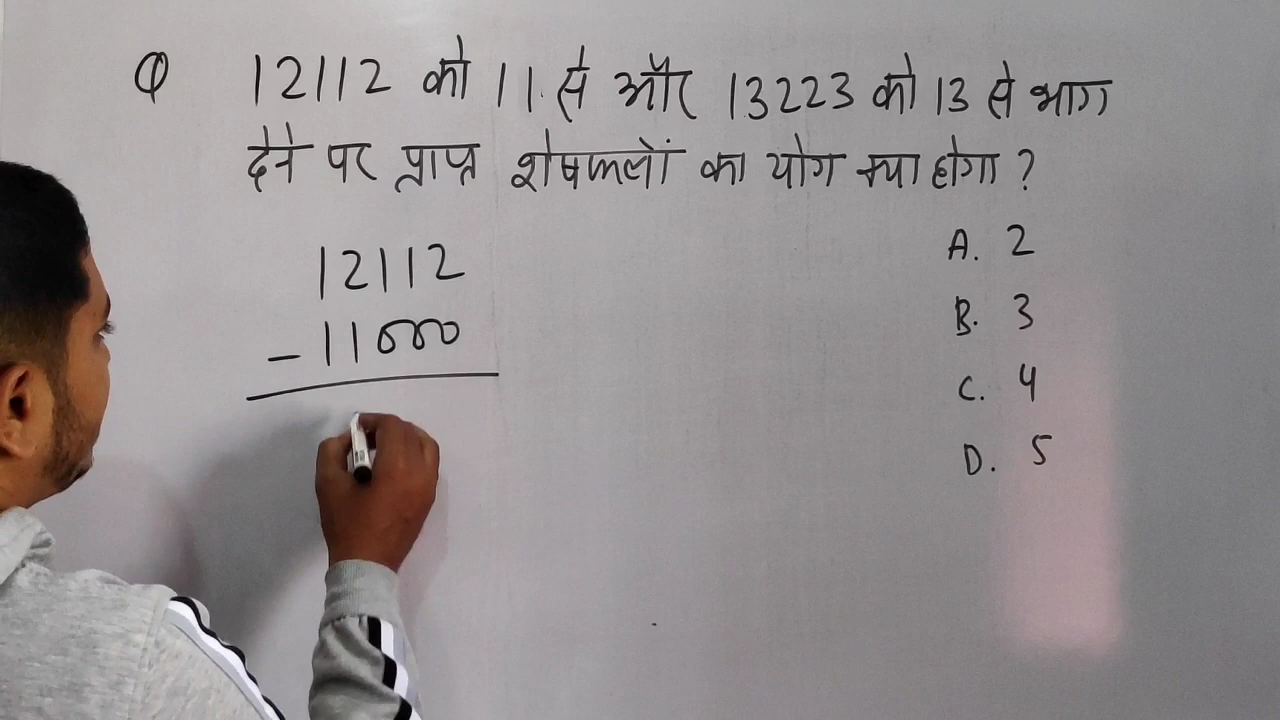 Q 12112 को 11 से और 13223 को 13 से भाग
देने पर प्राप्त शेषफलों का योग क्या होगा ?
12112
- 11000
A. 2
B. 3
C. 4
D. 5